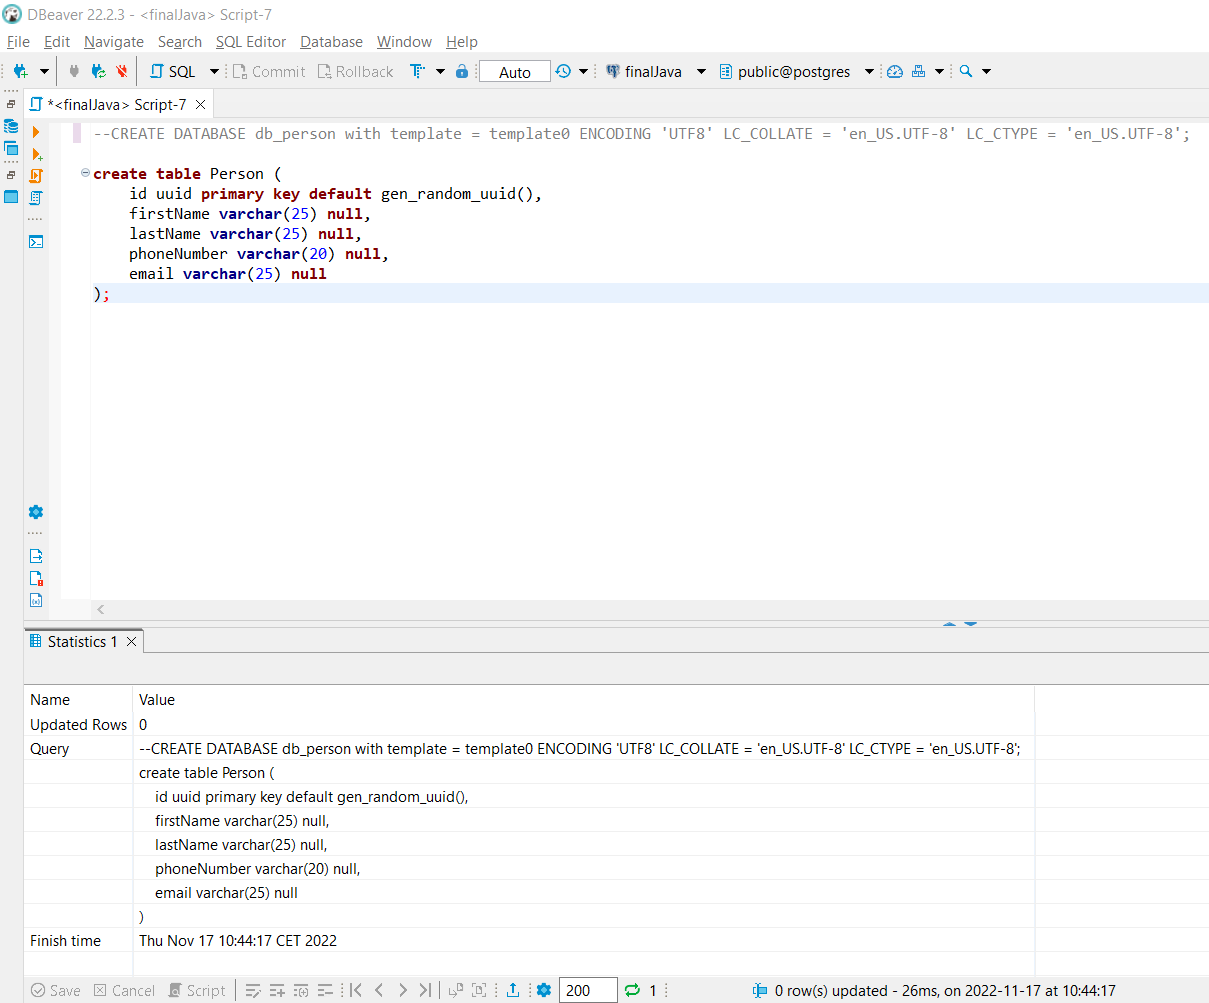 DBeaver 22.2.3 - <finalJava> Script-7
File Edit Navigate Search SQL Editor Database Window Help
SQL Commit Rollback Auto finalJava public@postgres
*<finalJava> Script-7
--CREATE DATABASE db_person with template = template0 ENCODING 'UTF8' LC_COLLATE = 'en_US.UTF-8' LC_CTYPE = 'en_US.UTF-8';
create table Person (
id uuid primary key default gen_random_uuid(),
firstName varchar(25) null,
lastName varchar(25) null,
phoneNumber varchar(20) null,
email varchar(25) null
);
Statistics 1
Name Value
Updated Rows 0
Query --CREATE DATABASE db_person with template = template0 ENCODING 'UTF8' LC_COLLATE = 'en_US.UTF-8' LC_CTYPE = 'en_US.UTF-8';
create table Person (
id uuid primary key default gen_random_uuid(),
firstName varchar(25) null,
lastName varchar(25) null,
phoneNumber varchar(20) null,
email varchar(25) null
)
Finish time Thu Nov 17 10:44:17 CET 2022
Save Cancel Script 200 1 0 row(s) updated - 26ms, on 2022-11-17 at 10:44:17